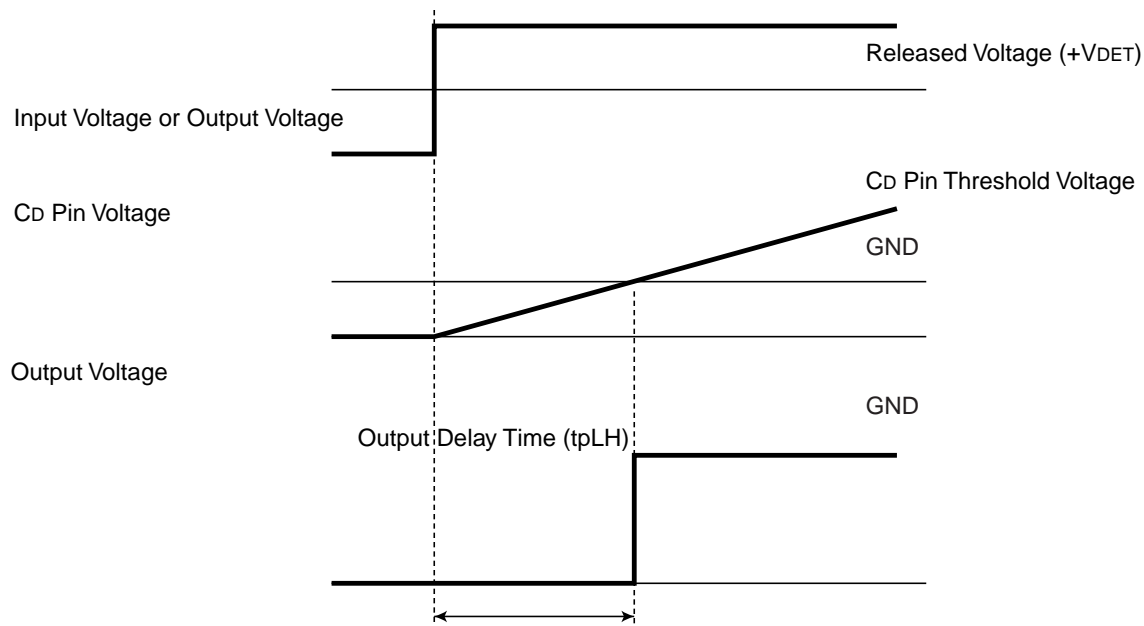 Released Voltage (+VDET)
Input Voltage or Output Voltage
CD Pin Threshold Voltage
CD Pin Voltage
GND
Output Voltage
GND
Output Delay Time (tpLH)